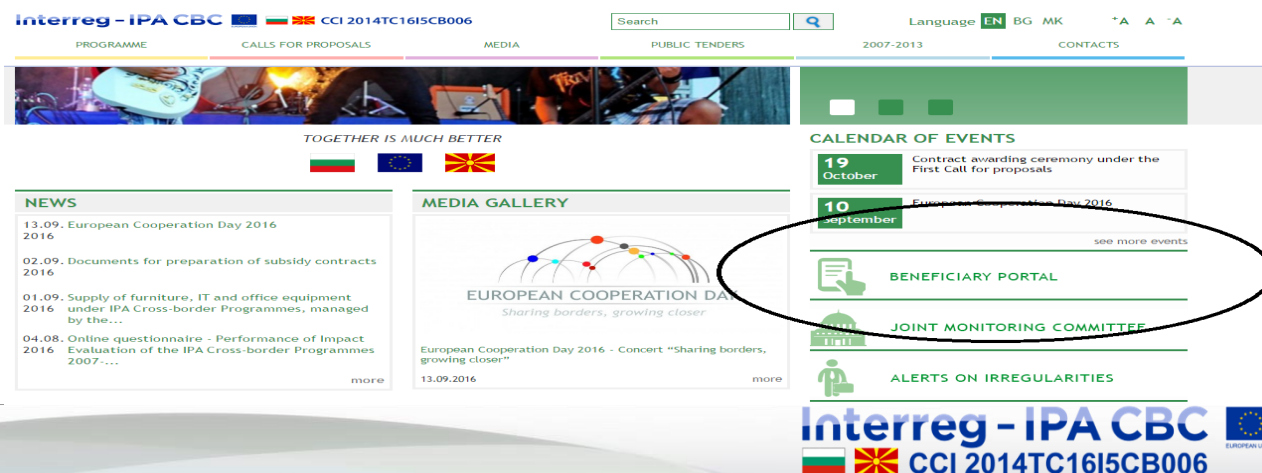 Interreg - IPA CBC CCI 2014TC16I5CB006
Search
Language EN BG MK +A A -A
PROGRAMME CALLS FOR PROPOSALS MEDIA PUBLIC TENDERS 2007-2013 CONTACTS
TOGETHER IS MUCH BETTER
NEWS
13.09. European Cooperation Day 2016
2016
02.09. Documents for preparation of subsidy contracts
2016
01.09. Supply of furniture, IT and office equipment
2016 under IPA Cross-border Programmes, managed
by the...
04.08. Online questionnaire - Performance of Impact
2016 Evaluation of the IPA Cross-border Programmes
2007-...
more
MEDIA GALLERY
EUROPEAN COOPERATION DAY
Sharing borders, growing closer
European Cooperation Day 2016 - Concert "Sharing borders,
growing closer"
13.09.2016 more
CALENDAR OF EVENTS
19 Contract awarding ceremony under the
October First Call for proposals
10 European Cooperation Day 2016
September
see more events
BENEFICIARY PORTAL
JOINT MONITORING COMMITTEE
ALERTS ON IRREGULARITIES
Interreg - IPA CBC
EUROPEAN
CCI 2014TC16I5CB006